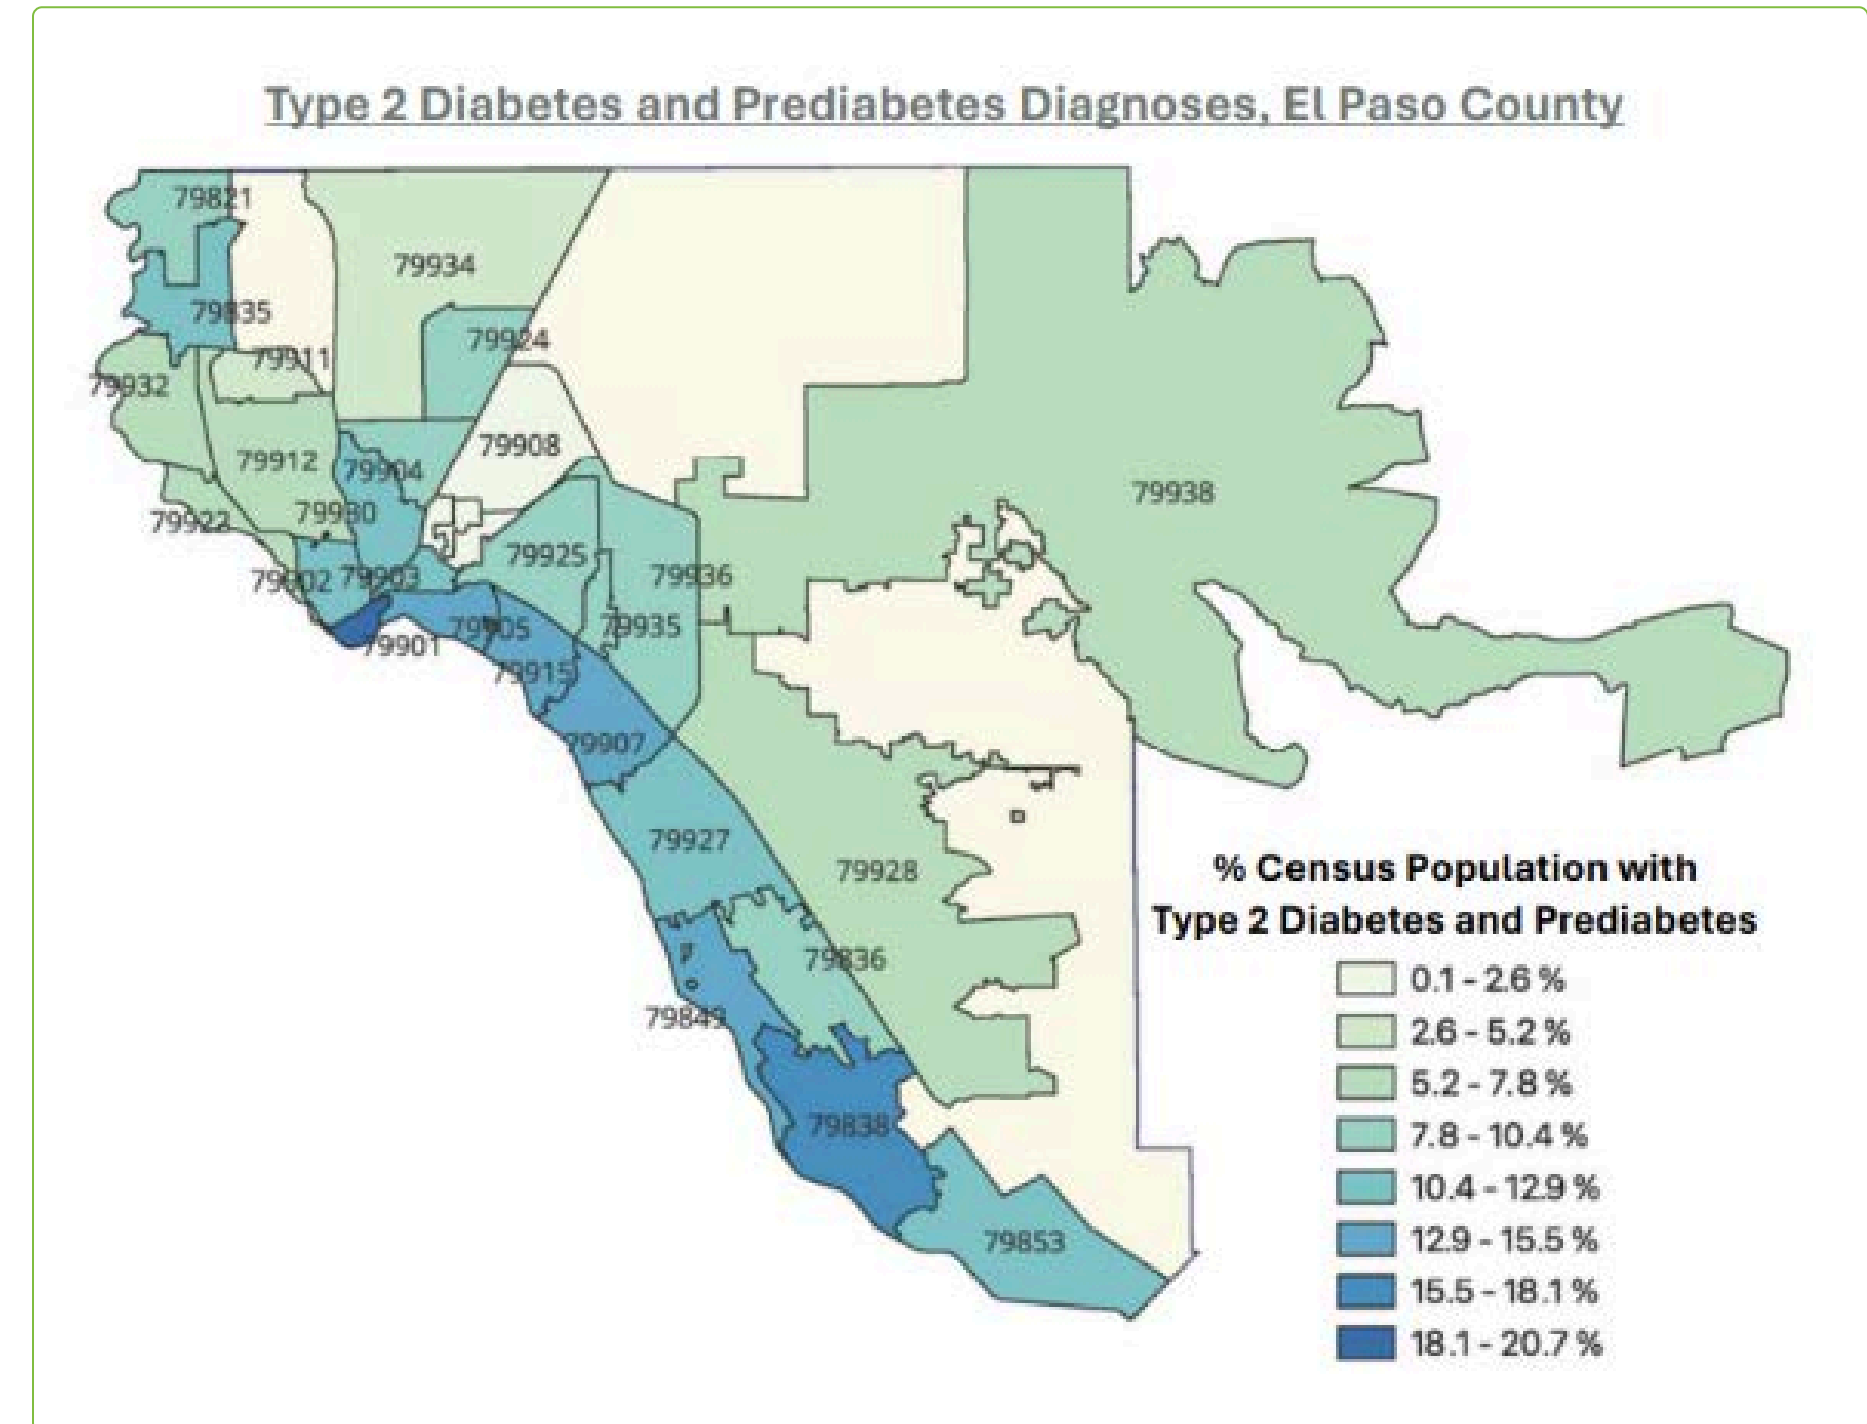 Type 2 Diabetes and Prediabetes Diagnoses, El Paso County
79821
79934
79835
79924
79911
79932
79908
79912
79904
79938
79930
79922
79925
79936
79902
79903
79905
79935
79901
79915
79907
79927
79928
79836
79849
79838
79853
% Census Population with
Type 2 Diabetes and Prediabetes
0.1 - 2.6 %
2.6 - 5.2 %
5.2 - 7.8 %
7.8 - 10.4 %
10.4 - 12.9 %
12.9 - 15.5 %
15.5 - 18.1 %
18.1 - 20.7 %